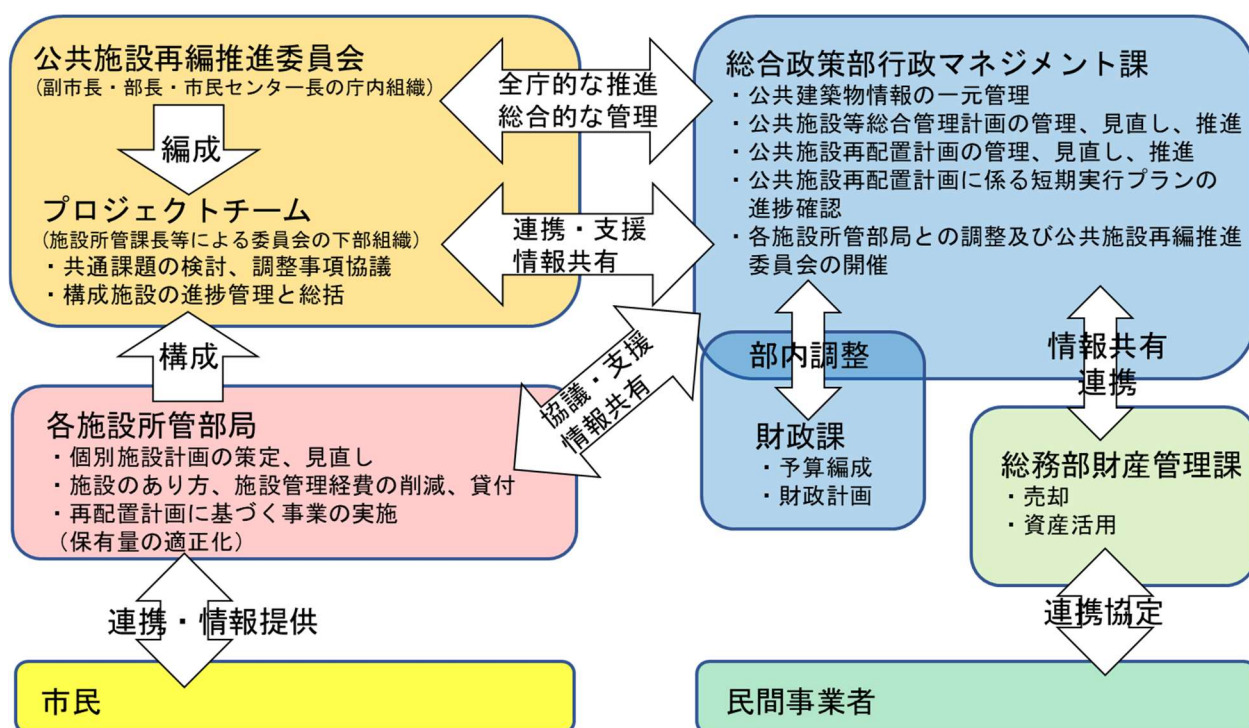 公共施設再編推進委員会
(副市長・部長・市民センター長の庁内組織)
編成
プロジェクトチーム
(施設所管課長等による委員会の下部組織)
・共通課題の検討、調整事項協議
・構成施設の進捗管理と総括
全庁的な推進
総合的な管理
連携・支援
情報共有
総合政策部行政マネジメント課
・公共建築物情報の一元管理
・公共施設等総合管理計画の管理、見直し、推進
・公共施設再配置計画の管理、見直し、推進
・公共施設再配置計画に係る短期実行プランの
進捗確認
・各施設所管部局との調整及び公共施設再編推進
委員会の開催
構成
協議・支援
情報共有
部内調整
情報共有
連携
各施設所管部局
・個別施設計画の策定、見直し
・施設のあり方、施設管理経費の削減、貸付
・再配置計画に基づく事業の実施
（保有量の適正化）
財政課
・予算編成
・財政計画
総務部財産管理課
・売却
・資産活用
連携・情報提供
連携協定
市民
民間事業者